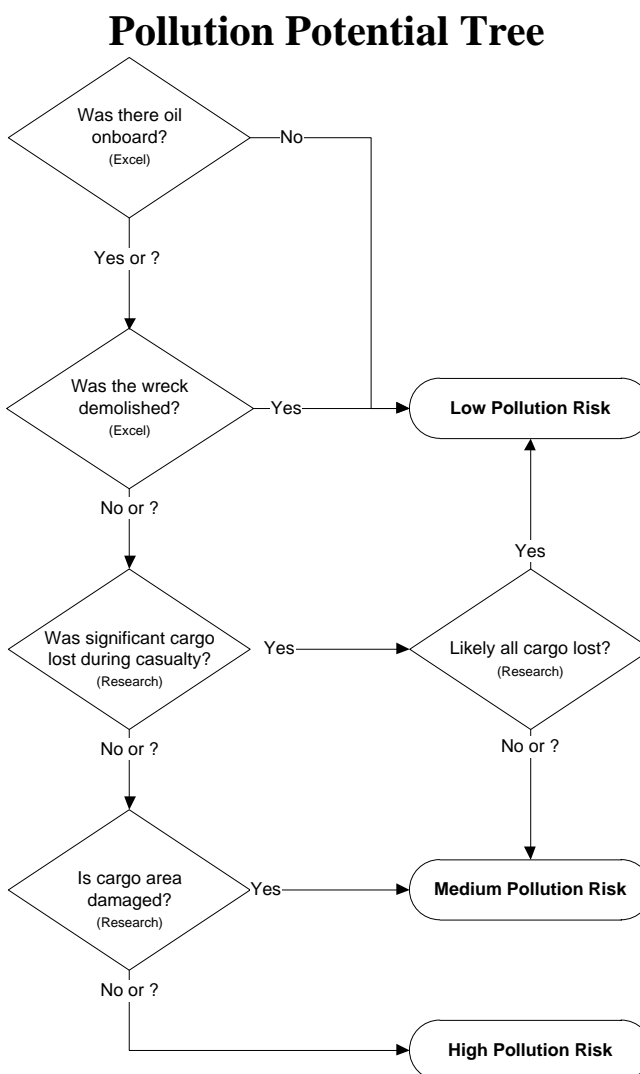 Pollution Potential Tree
Was there oil
onboard?
(Excel)
No
Yes or ?
Was the wreck
demolished?
(Excel)
Yes
Low Pollution Risk
No or ?
Yes
Was significant cargo
lost during casualty?
(Research)
Yes
Likely all cargo lost?
(Research)
No or ?
No or ?
Is cargo area
damaged?
(Research)
Yes
Medium Pollution Risk
No or ?
High Pollution Risk